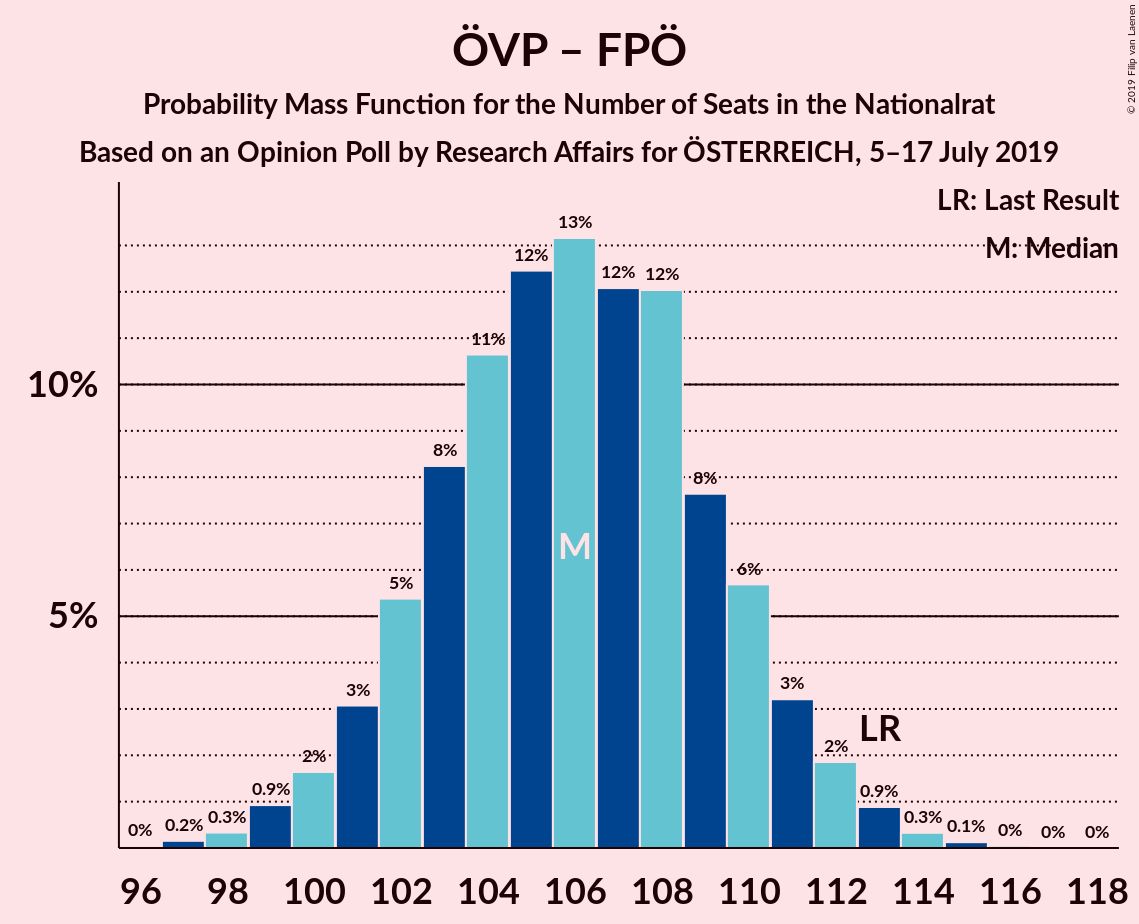 ÖVP – FPÖ
Probability Mass Function for the Number of Seats in the Nationalrat
Based on an Opinion Poll by Research Affairs for ÖSTERREICH, 5–17 July 2019
© 2019 Filip van Laenen
LR: Last Result
M: Median
10%
5%
0%
0.2%
0.3%
0.9%
2%
3%
5%
8%
11%
12%
13%
12%
12%
8%
6%
3%
2%
0.9%
0.3%
0.1%
0%
0%
0%
M
LR
96 98 100 102 104 106 108 110 112 114 116 118